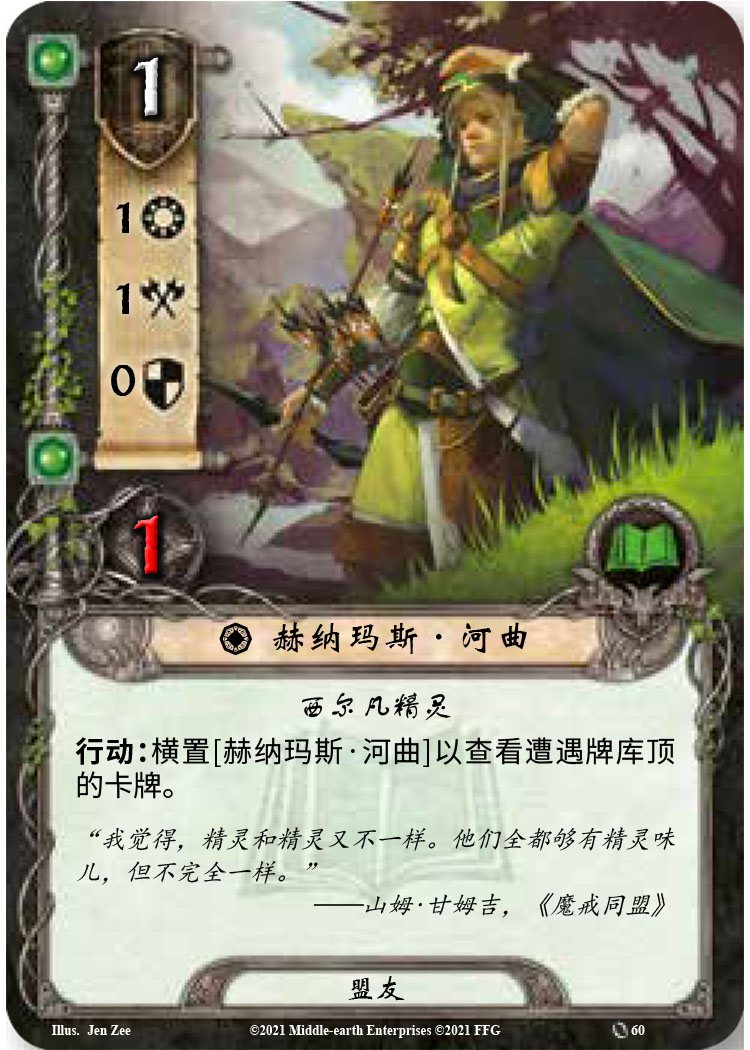 1
1
1
0
1
赫纳玛斯·河曲
西尔凡精灵
行动：横置[赫纳玛斯·河曲]以查看遭遇牌库顶
的卡牌。
“我觉得，精灵和精灵又不一样。他们全都够有精灵味
儿，但不完全一样。”
——山姆·甘姆吉，《魔戒同盟》
盟友
Illus. Jen Zee ©2021 Middle-earth Enterprises ©2021 FFG 60